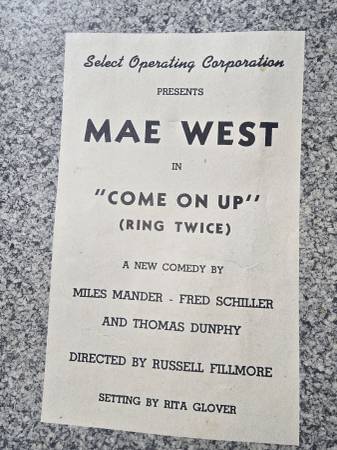 Select Operating Corporation
PRESENTS
MAE WEST
IN
"COME ON UP"
(RING TWICE)
A NEW COMEDY BY
MILES MANDER - FRED SCHILLER
AND THOMAS DUNPHY
DIRECTED BY RUSSELL FILLMORE
SETTING BY RITA GLOVER